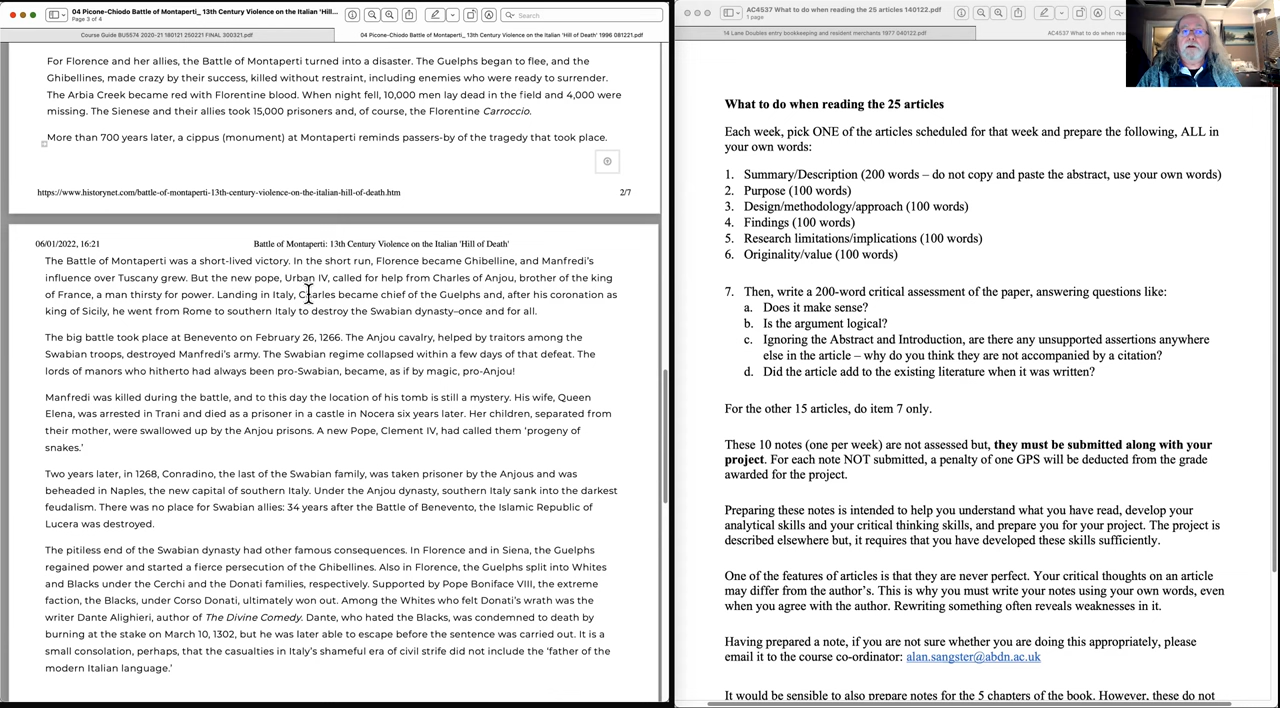 04 Picone-Chiodo Battle of Montaperti_ 13th Century Violence on the Italian 'Hill...
Page 3 of 4
Search
Course Guide BU5574 2020-21 180121 250221 FINAL 300321.pdf
04 Picone-Chiodo Battle of Montaperti_ 13th Century Violence on the Italian 'Hill of Death' 1996 081221.pdf
For Florence and her allies, the Battle of Montaperti turned into a disaster. The Guelphs began to flee, and the
Ghibellines, made crazy by their success, killed without restraint, including enemies who were ready to surrender.
The Arbia Creek became red with Florentine blood. When night fell, 10,000 men lay dead in the field and 4,000 were
missing. The Sienese and their allies took 15,000 prisoners and, of course, the Florentine Carroccio.
More than 700 years later, a cippus (monument) at Montaperti reminds passers-by of the tragedy that took place.
https://www.historynet.com/battle-of-montaperti-13th-century-violence-on-the-italian-hill-of-death.htm
2/7
06/01/2022, 16:21
Battle of Montaperti: 13th Century Violence on the Italian 'Hill of Death'
The Battle of Montaperti was a short-lived victory. In the short run, Florence became Ghibelline, and Manfredi's
influence over Tuscany grew. But the new pope, Urban IV, called for help from Charles of Anjou, brother of the king
of France, a man thirsty for power. Landing in Italy, Charles became chief of the Guelphs and, after his coronation as
king of Sicily, he went from Rome to southern Italy to destroy the Swabian dynasty–once and for all.
The big battle took place at Benevento on February 26, 1266. The Anjou cavalry, helped by traitors among the
Swabian troops, destroyed Manfredi's army. The Swabian regime collapsed within a few days of that defeat. The
lords of manors who hitherto had always been pro-Swabian, became, as if by magic, pro-Anjou!
Manfredi was killed during the battle, and to this day the location of his tomb is still a mystery. His wife, Queen
Elena, was arrested in Trani and died as a prisoner in a castle in Nocera six years later. Her children, separated from
their mother, were swallowed up by the Anjou prisons. A new Pope, Clement IV, had called them 'progeny of
snakes.'
Two years later, in 1268, Conradino, the last of the Swabian family, was taken prisoner by the Anjous and was
beheaded in Naples, the new capital of southern Italy. Under the Anjou dynasty, southern Italy sank into the darkest
feudalism. There was no place for Swabian allies: 34 years after the Battle of Benevento, the Islamic Republic of
Lucera was destroyed.
The pitiless end of the Swabian dynasty had other famous consequences. In Florence and in Siena, the Guelphs
regained power and started a fierce persecution of the Ghibellines. Also in Florence, the Guelphs split into Whites
and Blacks under the Cerchi and the Donati families, respectively. Supported by Pope Boniface VIII, the extreme
faction, the Blacks, under Corso Donati, ultimately won out. Among the Whites who felt Donati's wrath was the
writer Dante Alighieri, author of The Divine Comedy. Dante, who hated the Blacks, was condemned to death by
burning at the stake on March 10, 1302, but he was later able to escape before the sentence was carried out. It is a
small consolation, perhaps, that the casualties in Italy's shameful era of civil strife did not include the 'father of the
modern Italian language.'
AC4537 What to do when reading the 25 articles 140122.pdf
1 page
14 Lane Doubles entry bookkeeping and resident merchants 1977 040122.pdf
AC4537 What to do when rea
What to do when reading the 25 articles
Each week, pick ONE of the articles scheduled for that week and prepare the following, ALL in
your own words:
1. Summary/Description (200 words – do not copy and paste the abstract, use your own words)
2. Purpose (100 words)
3. Design/methodology/approach (100 words)
4. Findings (100 words)
5. Research limitations/implications (100 words)
6. Originality/value (100 words)
7. Then, write a 200-word critical assessment of the paper, answering questions like:
a. Does it make sense?
b. Is the argument logical?
c. Ignoring the Abstract and Introduction, are there any unsupported assertions anywhere
else in the article – why do you think they are not accompanied by a citation?
d. Did the article add to the existing literature when it was written?
For the other 15 articles, do item 7 only.
These 10 notes (one per week) are not assessed but, they must be submitted along with your
project. For each note NOT submitted, a penalty of one GPS will be deducted from the grade
awarded for the project.
Preparing these notes is intended to help you understand what you have read, develop your
analytical skills and your critical thinking skills, and prepare you for your project. The project is
described elsewhere but, it requires that you have developed these skills sufficiently.
One of the features of articles is that they are never perfect. Your critical thoughts on an article
may differ from the author's. This is why you must write your notes using your own words, even
when you agree with the author. Rewriting something often reveals weaknesses in it.
Having prepared a note, if you are not sure whether you are doing this appropriately, please
email it to the course co-ordinator: alan.sangster@abdn.ac.uk
It would be sensible to also prepare notes for the 5 chapters of the book. However, these do not